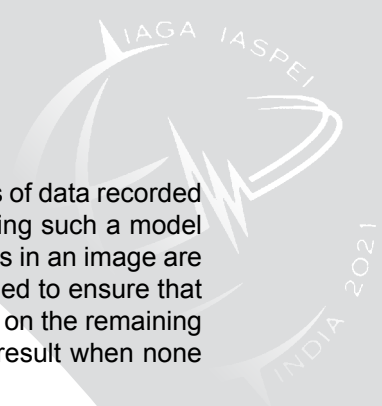 IAGA IASPEI
INDIA 2021
s of data recorded
ing such a model
s in an image are
ed to ensure that
on the remaining
result when none